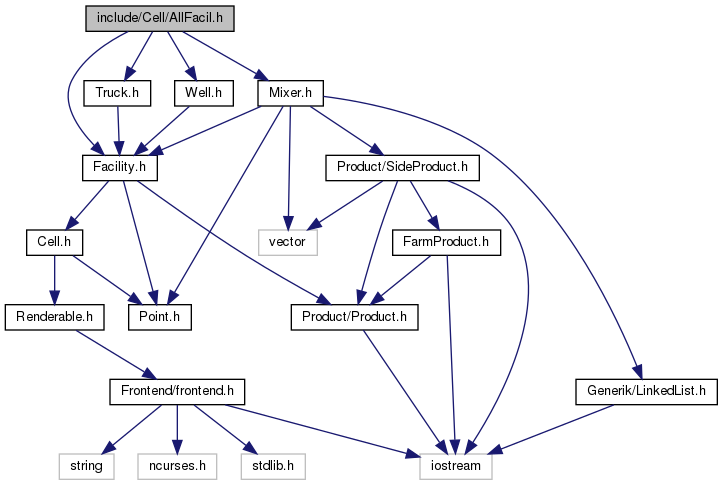 include/Cell/AllFacil.h
Truck.h
Well.h
Mixer.h
Facility.h
Product/SideProduct.h
Cell.h
vector
FarmProduct.h
Renderable.h
Point.h
Product/Product.h
Frontend/frontend.h
Generik/LinkedList.h
string
ncurses.h
stdlib.h
iostream